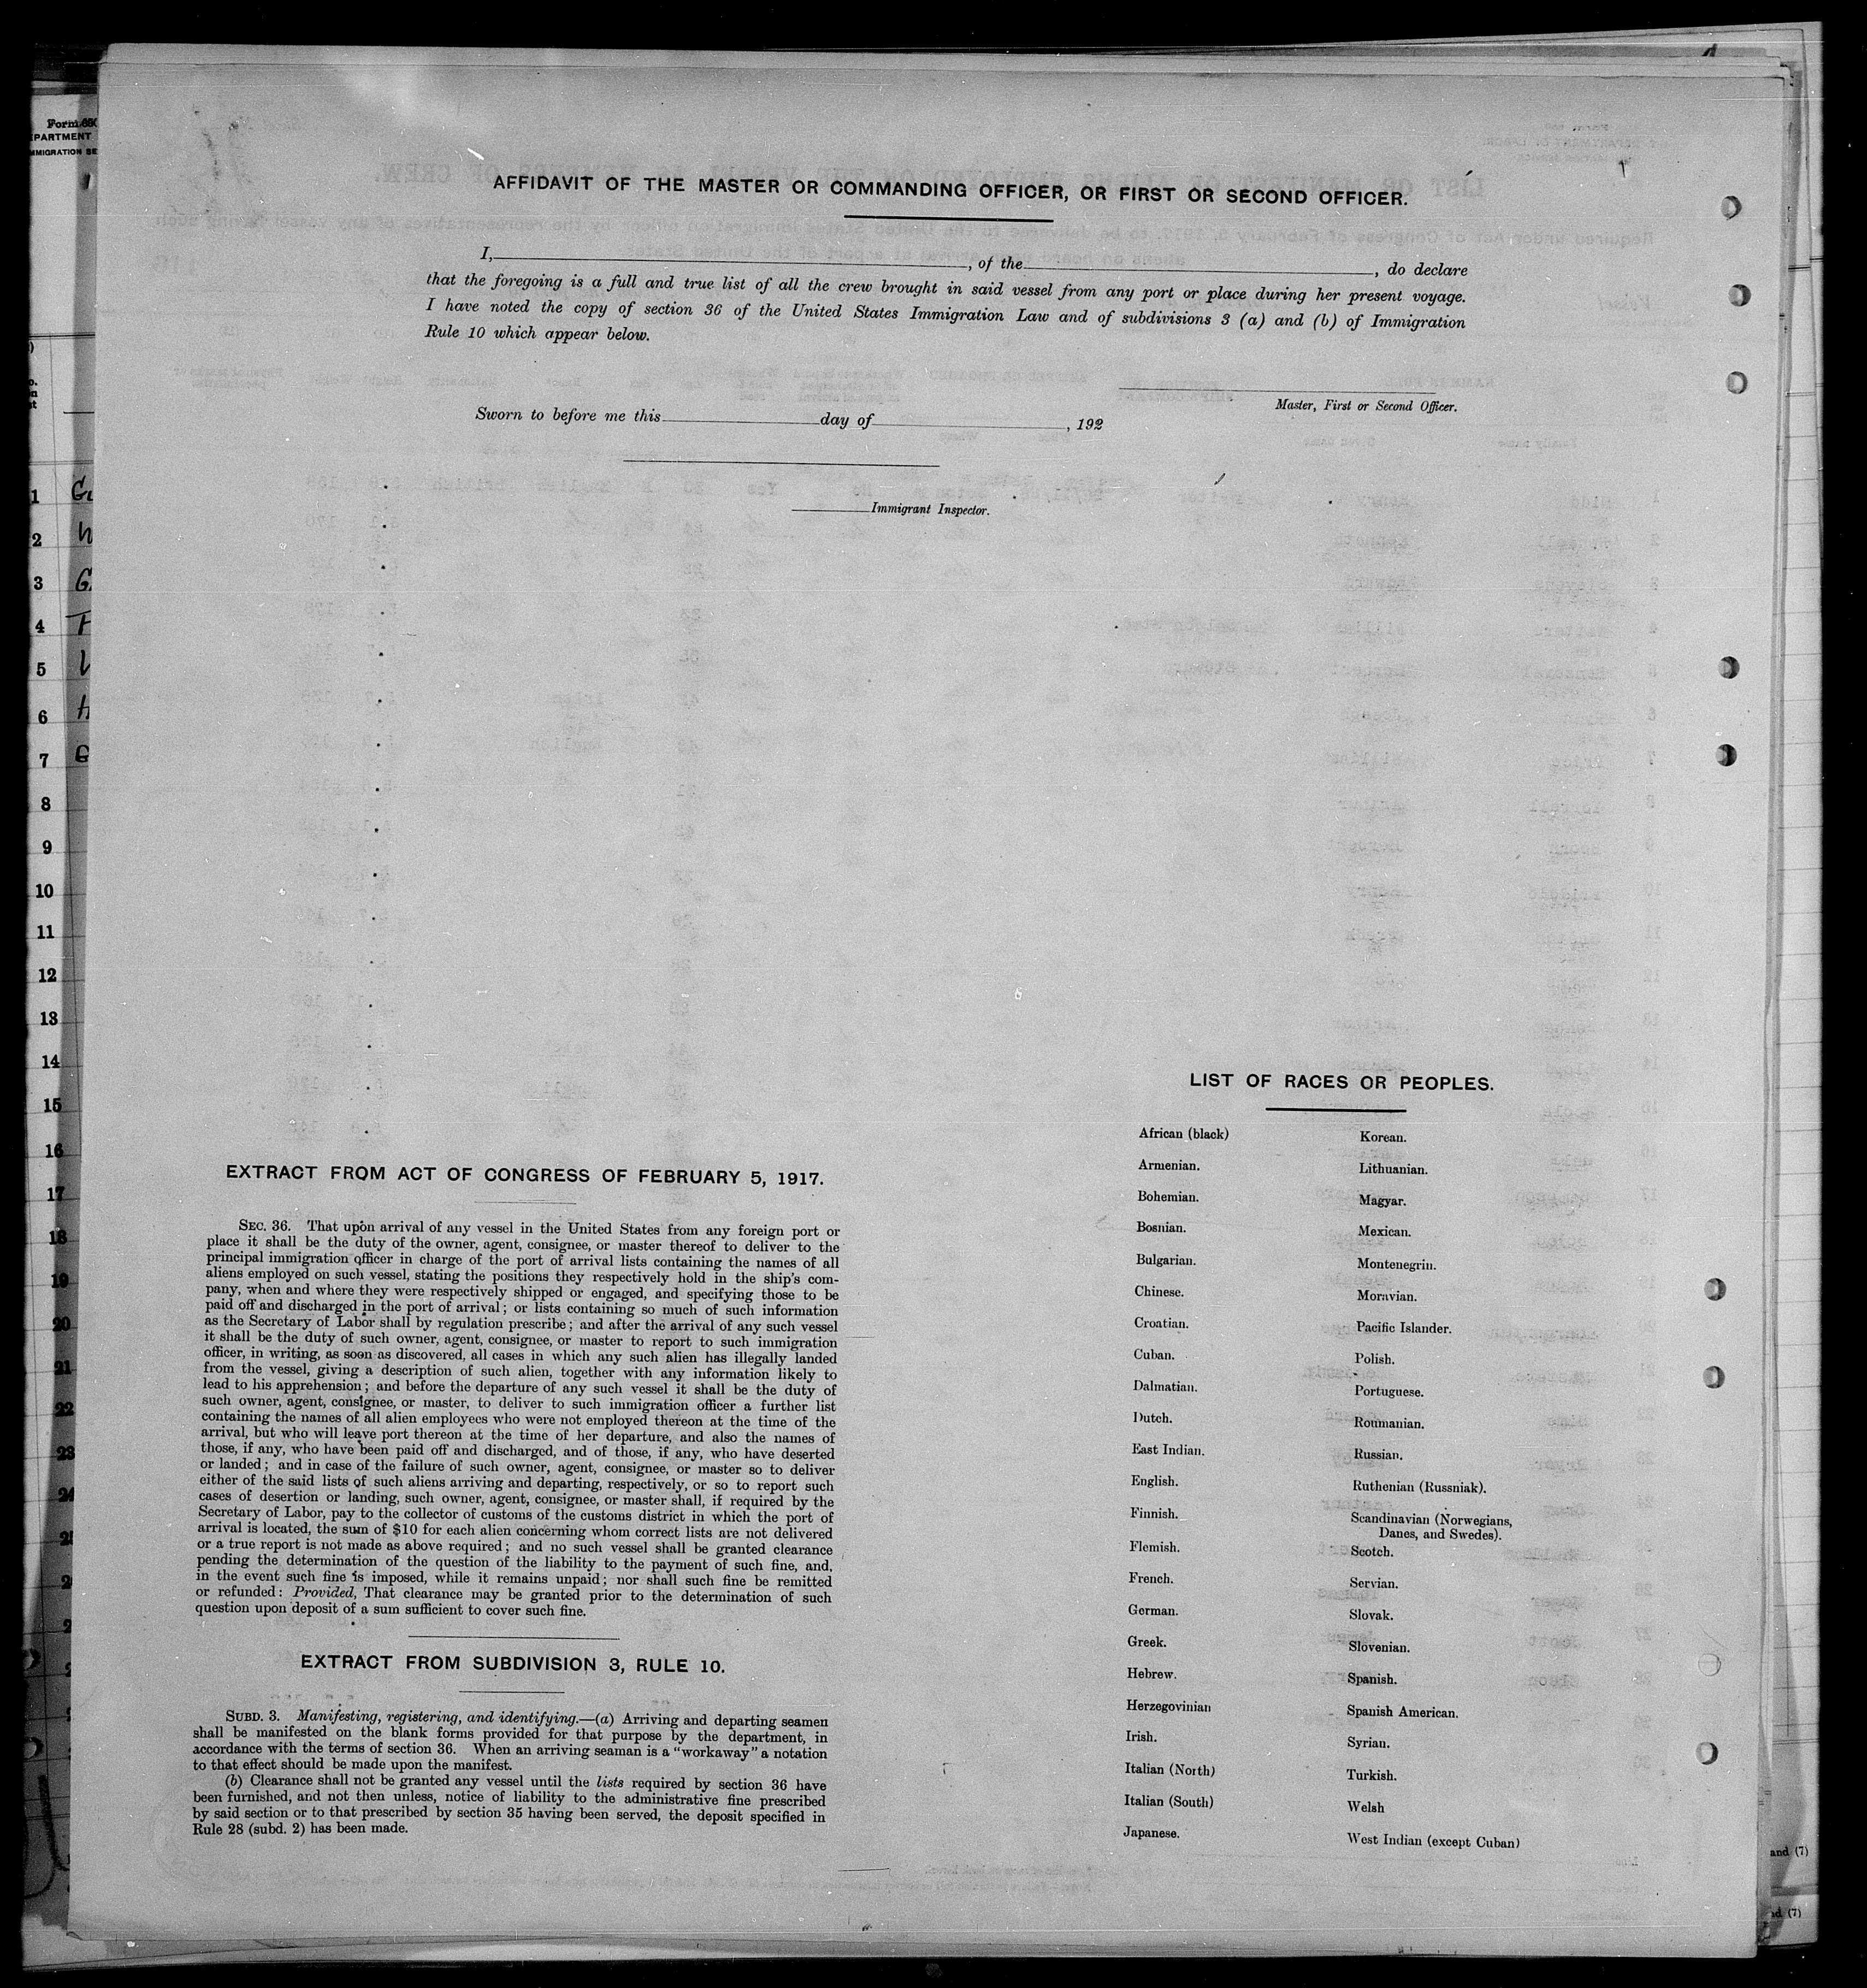 AFFIDAVIT OF THE MASTER OR COMMANDING OFFICER, OR FIRST OR SECOND OFFICER.
I, , of the , do declare
that the foregoing is a full and true list of all the crew brought in said vessel from any port or place during her present voyage.
I have noted the copy of section 36 of the United States Immigration Law and of subdivisions 3 (a) and (b) of Immigration
Rule 10 which appear below.
Master, First or Second Officer.
Sworn to before me this day of , 192
Immigrant Inspector.
EXTRACT FROM ACT OF CONGRESS OF FEBRUARY 5, 1917.
SEC. 36. That upon arrival of any vessel in the United States from any foreign port or
place it shall be the duty of the owner, agent, consignee, or master thereof to deliver to the
principal immigration officer in charge of the port of arrival lists containing the names of all
aliens employed on such vessel, stating the positions they respectively hold in the ship's com-
pany, when and where they were respectively shipped or engaged, and specifying those to be
paid off and discharged in the port of arrival; or lists containing so much of such information
as the Secretary of Labor shall by regulation prescribe; and after the arrival of any such vessel
it shall be the duty of such owner, agent, consignee, or master to report to such immigration
officer, in writing, as soon as discovered, all cases in which any such alien has illegally landed
from the vessel, giving a description of such alien, together with any information likely to
lead to his apprehension; and before the departure of any such vessel it shall be the duty of
such owner, agent, consignee, or master, to deliver to such immigration officer a further list
containing the names of all alien employees who were not employed thereon at the time of the
arrival, but who will leave port thereon at the time of her departure, and also the names of
those, if any, who have been paid off and discharged, and of those, if any, who have deserted
or landed; and in case of the failure of such owner, agent, consignee, or master so to deliver
either of the said lists of such aliens arriving and departing, respectively, or so to report such
cases of desertion or landing, such owner, agent, consignee, or master shall, if required by the
Secretary of Labor, pay to the collector of customs of the customs district in which the port of
arrival is located, the sum of $10 for each alien concerning whom correct lists are not delivered
or a true report is not made as above required; and no such vessel shall be granted clearance
pending the determination of the question of the liability to the payment of such fine, and,
in the event such fine is imposed, while it remains unpaid; nor shall such fine be remitted
or refunded: Provided, That clearance may be granted prior to the determination of such
question upon deposit of a sum sufficient to cover such fine.
EXTRACT FROM SUBDIVISION 3, RULE 10.
SUBD. 3. Manifesting, registering, and identifying.—(a) Arriving and departing seamen
shall be manifested on the blank forms provided for that purpose by the department, in
accordance with the terms of section 36. When an arriving seaman is a "workaway" a notation
to that effect should be made upon the manifest.
(b) Clearance shall not be granted any vessel until the lists required by section 36 have
been furnished, and not then unless, notice of liability to the administrative fine prescribed
by said section or to that prescribed by section 35 having been served, the deposit specified in
Rule 28 (subd. 2) has been made.
LIST OF RACES OR PEOPLES.
African (black) Korean.
Armenian. Lithuanian.
Bohemian. Magyar.
Bosnian. Mexican.
Bulgarian. Montenegrin.
Chinese. Moravian.
Croatian. Pacific Islander.
Cuban. Polish.
Dalmatian. Portuguese.
Dutch. Roumanian.
East Indian. Russian.
English. Ruthenian (Russniak).
Finnish. Scandinavian (Norwegians,
Danes, and Swedes).
Flemish. Scotch.
French. Servian.
German. Slovak.
Greek. Slovenian.
Hebrew. Spanish.
Herzegovinian Spanish American.
Irish. Syrian.
Italian (North) Turkish.
Italian (South) Welsh
Japanese. West Indian (except Cuban)
1
2
3
4
5
6
7
8
9
10
11
12
13
14
15
16
17
18
19
20
21
22
23
24
and (7)